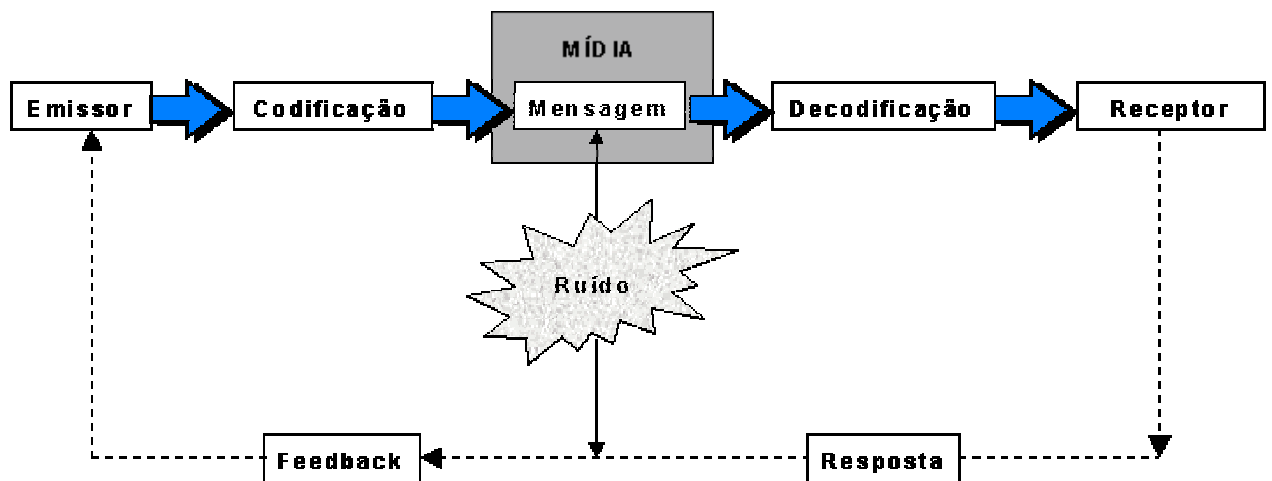 MÍDIA
Emissor
Codificação
Mensagem
Decodificação
Receptor
Ruído
Feedback
Resposta